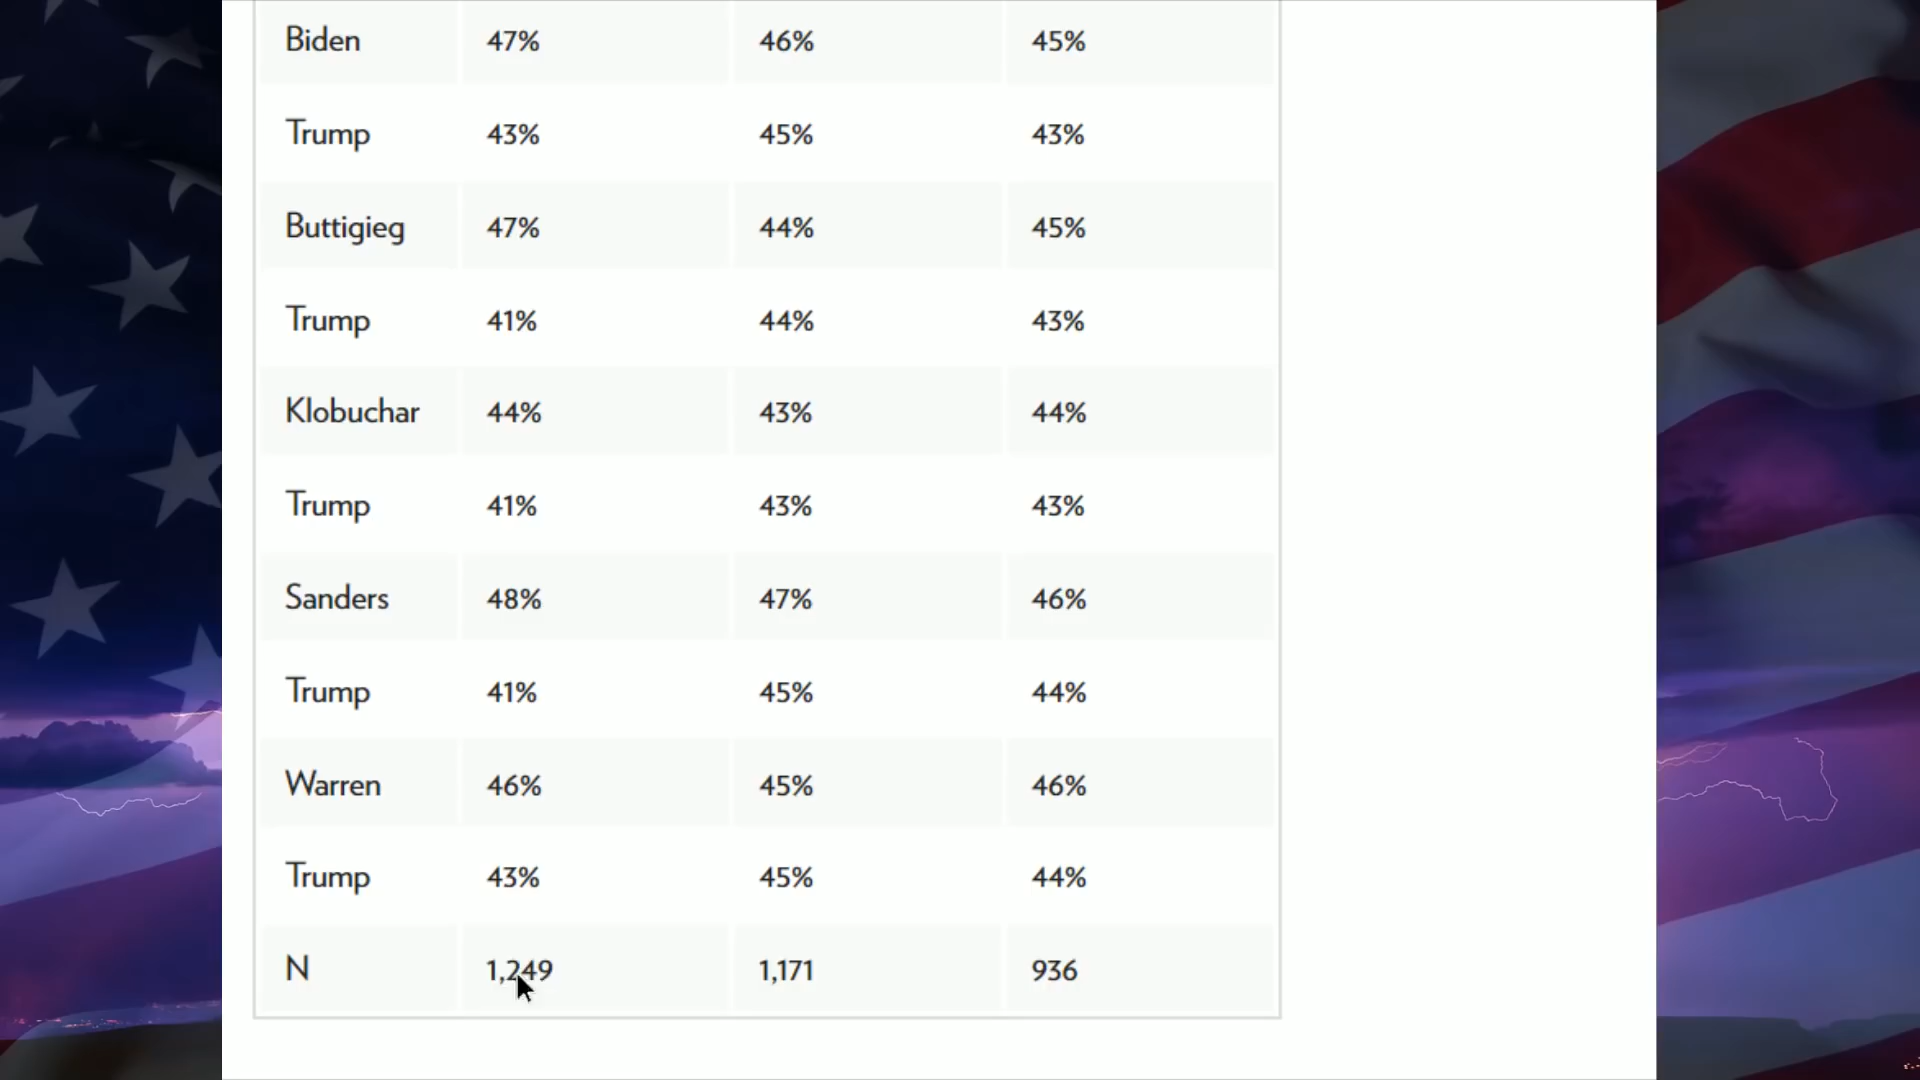 Biden 47% 46% 45%
Trump 43% 45% 43%
Buttigieg 47% 44% 45%
Trump 41% 44% 43%
Klobuchar 44% 43% 44%
Trump 41% 43% 43%
Sanders 48% 47% 46%
Trump 41% 45% 44%
Warren 46% 45% 46%
Trump 43% 45% 44%
N 1,249 1,171 936